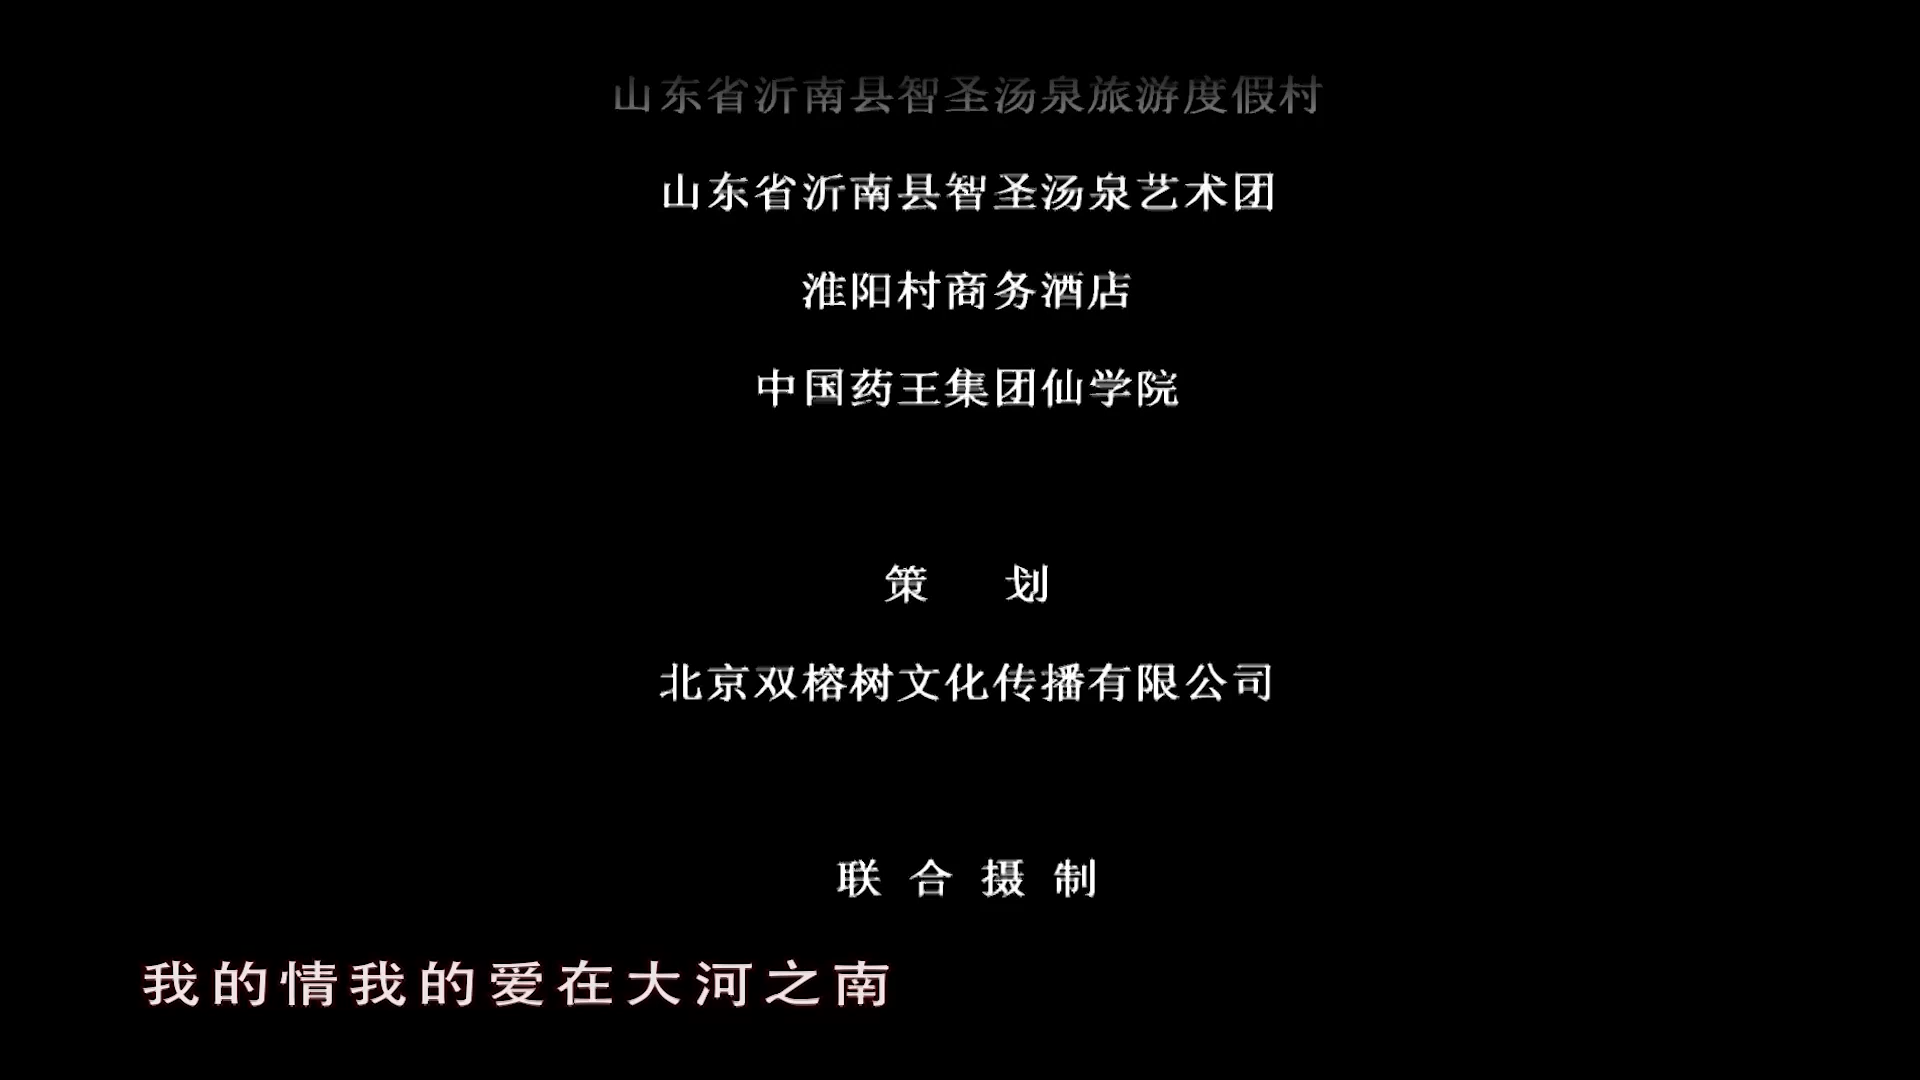 山东省沂南县智圣汤泉旅游度假村
山东省沂南县智圣汤泉艺术团
淮阳村商务酒店
中国药王集团仙学院
策 划
北京双榕树文化传播有限公司
联 合 摄 制
我的情我的爱在大河之南